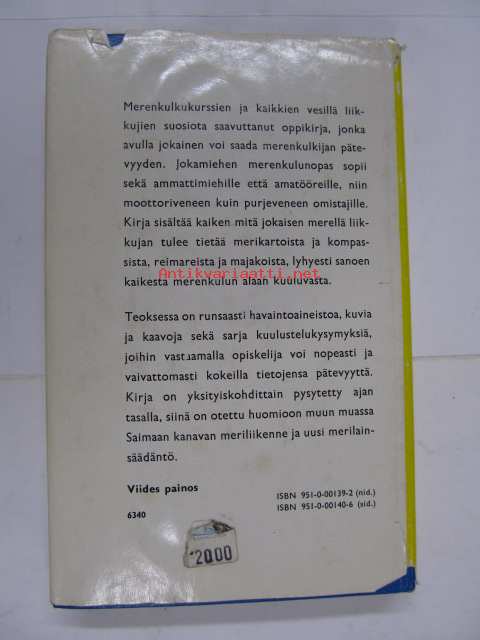 Merenkulkukurssien ja kaikkien vesillä liik-
kujien suosiota saavuttanut oppikirja, jonka
avulla jokainen voi saada merenkulkijan päte-
vyyden. Jokamiehen merenkulunopas sopii
sekä ammattimiehille että amatööreille, niin
moottoriveneen kuin purjeveneen omistajille.
Kirja sisältää kaiken mitä jokaisen merellä liik-
kujan tulee tietää merikartoista ja kompas-
sista, reimareista ja majakoista, lyhyesti sanoen
Antikvariaatti.net
kaikesta merenkulun alaan kuuluvasta.
Teoksessa on runsaasti havaintoaineistoa, kuvia
ja kaavoja sekä sarja kuulustelukysymyksiä,
joihin vastaamalla opiskelija voi nopeasti ja
vaivattomasti kokeilla tietojensa pätevyyttä.
Kirja on yksityiskohdittain pysytetty ajan
tasalla, siinä on otettu huomioon muun muassa
Saimaan kanavan meriliikenne ja uusi merilain-
säädäntö.
Viides painos
ISBN 951-0-00139-2 (nid.)
ISBN 951-0-00140-6 (sid.)
6340
2000